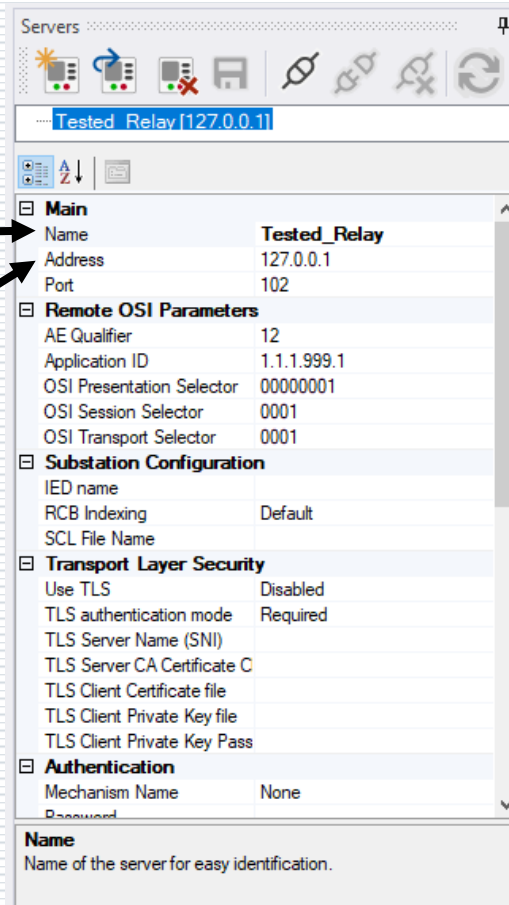 Servers
Tested_Relay [127.0.0.1]
Main
Name Tested_Relay
Address 127.0.0.1
Port 102
Remote OSI Parameters
AE Qualifier 12
Application ID 1.1.1.999.1
OSI Presentation Selector 00000001
OSI Session Selector 0001
OSI Transport Selector 0001
Substation Configuration
IED name
RCB Indexing Default
SCL File Name
Transport Layer Security
Use TLS Disabled
TLS authentication mode Required
TLS Server Name (SNI)
TLS Server CA Certificate C
TLS Client Certificate file
TLS Client Private Key file
TLS Client Private Key Pass
Authentication
Mechanism Name None
Password
Name
Name of the server for easy identification.